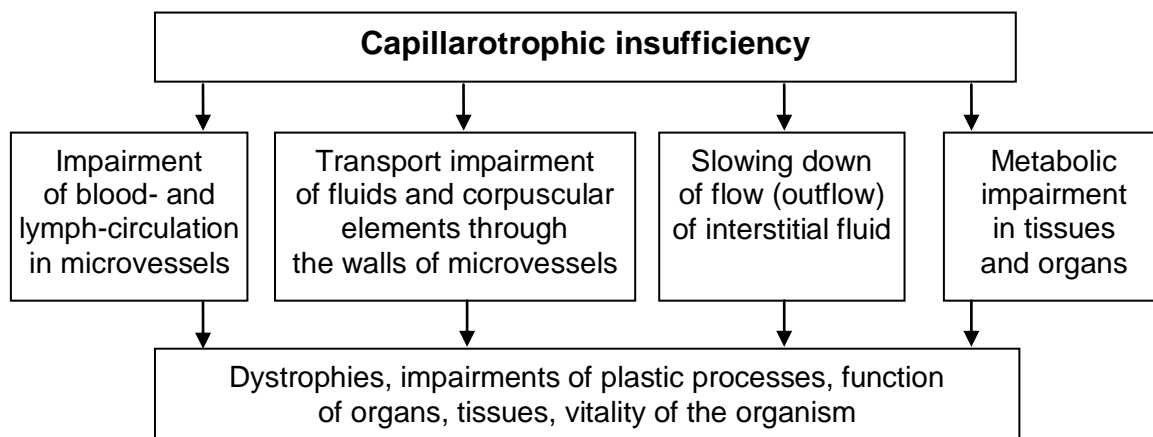 Capillarotrophic insufficiency
Impairment
of blood- and
lymph-circulation
in microvessels
Transport impairment
of fluids and corpuscular
elements through
the walls of microvessels
Slowing down
of flow (outflow)
of interstitial fluid
Metabolic
impairment
in tissues
and organs
Dystrophies, impairments of plastic processes, function
of organs, tissues, vitality of the organism